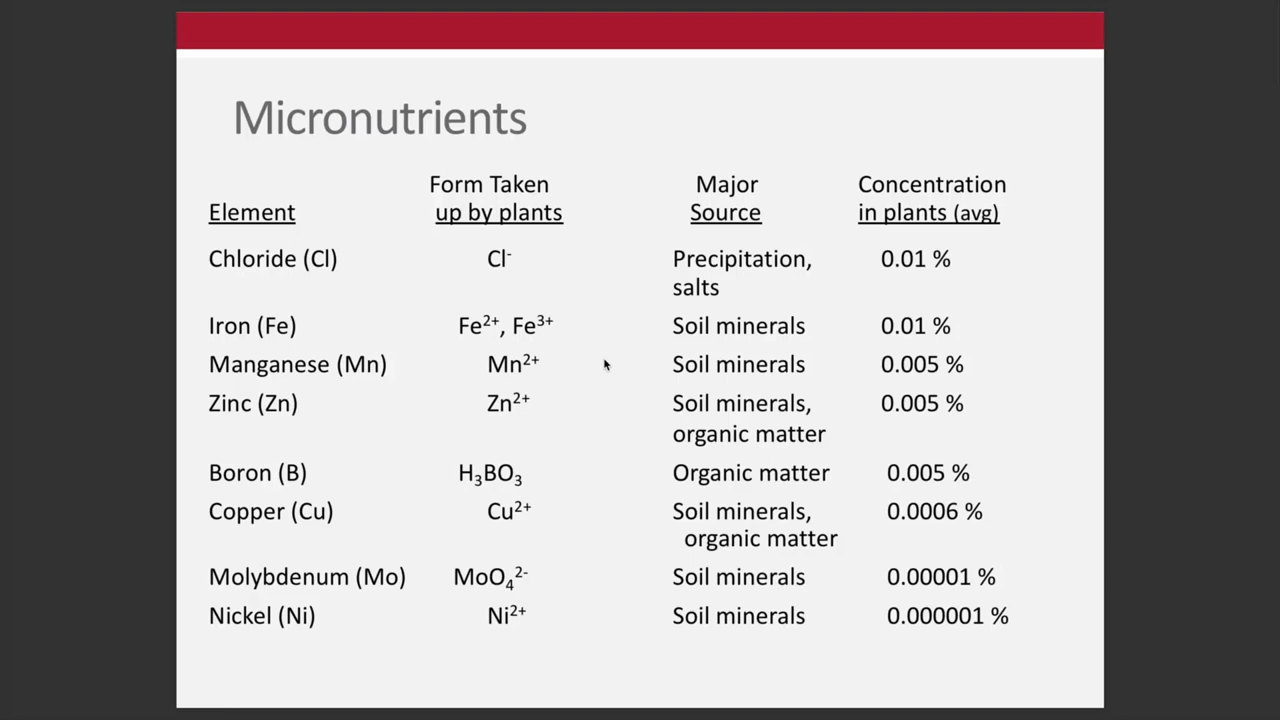 Micronutrients
Form Taken Major Concentration
Element up by plants Source in plants (avg)
Chloride (Cl) Cl⁻ Precipitation, 0.01 %
salts
Iron (Fe) Fe²⁺, Fe³⁺ Soil minerals 0.01 %
Manganese (Mn) Mn²⁺ Soil minerals 0.005 %
Zinc (Zn) Zn²⁺ Soil minerals, 0.005 %
organic matter
Boron (B) H₃BO₃ Organic matter 0.005 %
Copper (Cu) Cu²⁺ Soil minerals, 0.0006 %
organic matter
Molybdenum (Mo) MoO₄²⁻ Soil minerals 0.00001 %
Nickel (Ni) Ni²⁺ Soil minerals 0.000001 %